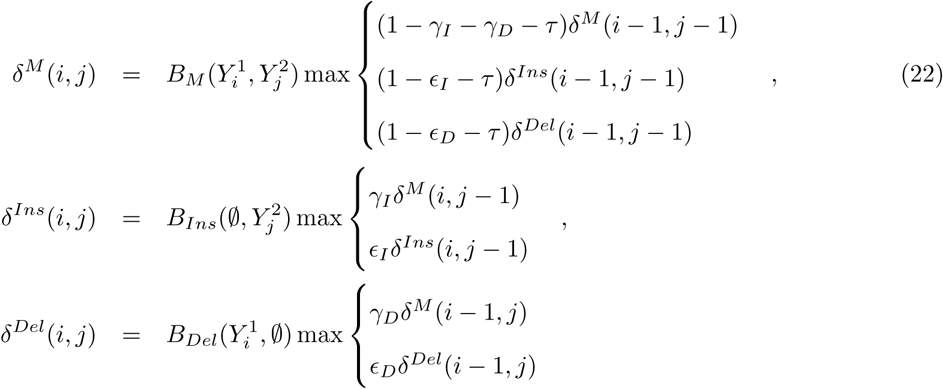 (1 − γ_I − γ_D − τ)δ^M(i − 1, j − 1)
δ^M(i, j) = B_M(Y_i^1, Y_j^2) max { (1 − ϵ_I − τ)δ^{Ins}(i − 1, j − 1) , (22)
(1 − ϵ_D − τ)δ^{Del}(i − 1, j − 1)
γ_I δ^M(i, j − 1)
δ^{Ins}(i, j) = B_{Ins}(∅, Y_j^2) max { ,
ϵ_I δ^{Ins}(i, j − 1)
γ_D δ^M(i − 1, j)
δ^{Del}(i, j) = B_{Del}(Y_i^1, ∅) max {
ϵ_D δ^{Del}(i − 1, j)